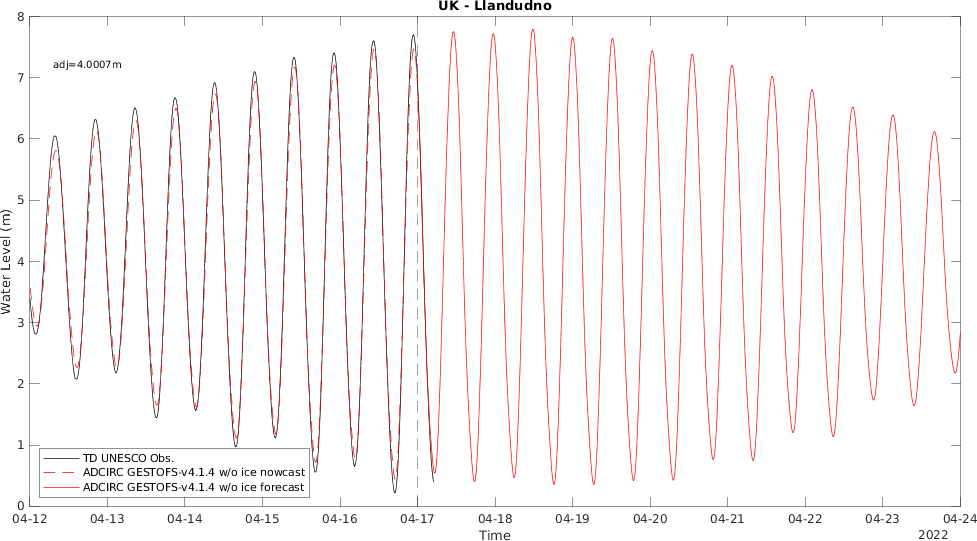 UK - Llandudno
8
7
6
5
4
3
2
1
0
Water Level (m)
adj=4.0007m
TD UNESCO Obs.
ADCIRC GESTOFS-v4.1.4 w/o ice nowcast
ADCIRC GESTOFS-v4.1.4 w/o ice forecast
04-12 04-13 04-14 04-15 04-16 04-17 04-18 04-19 04-20 04-21 04-22 04-23 04-24
Time
2022